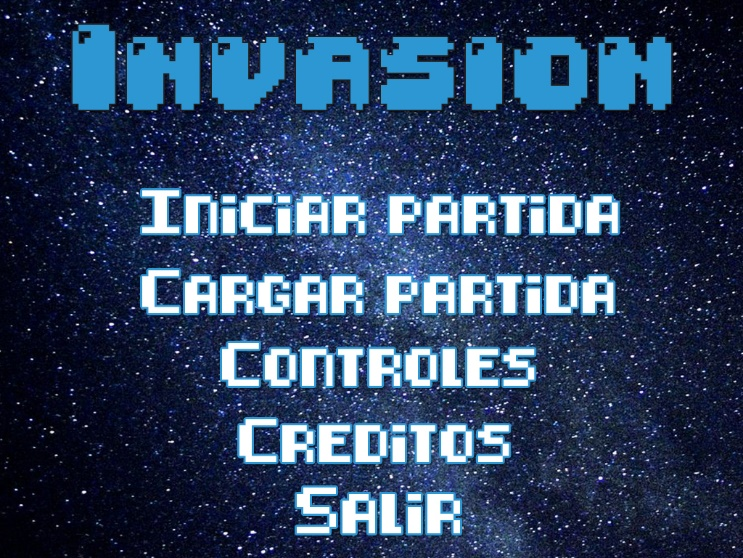 Invasion
Iniciar partida
Cargar partida
Controles
Creditos
Salir